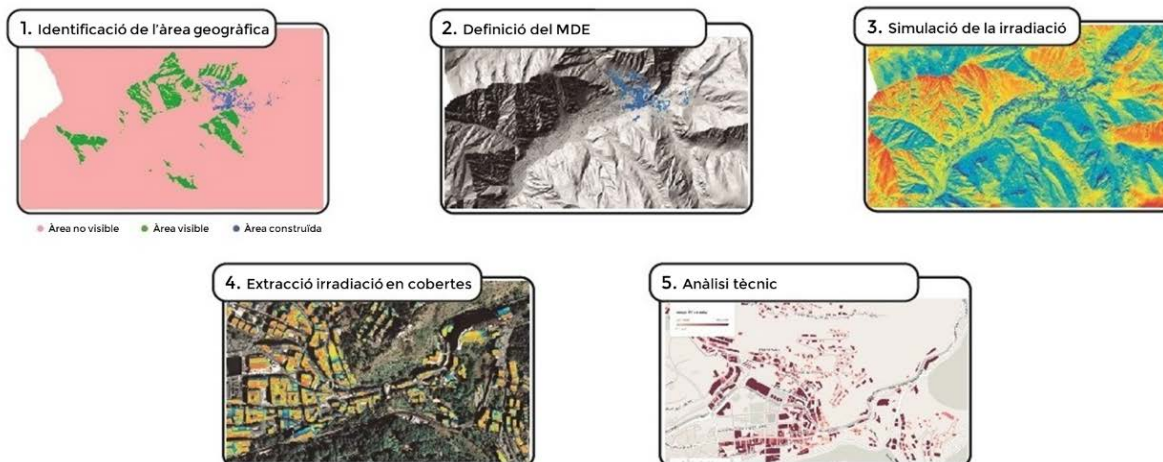 1. Identificació de l'àrea geogràfica
2. Definició del MDE
3. Simulació de la irradiació
Àrea no visible
Àrea visible
Àrea construïda
4. Extracció irradiació en cobertes
5. Anàlisi tècnic